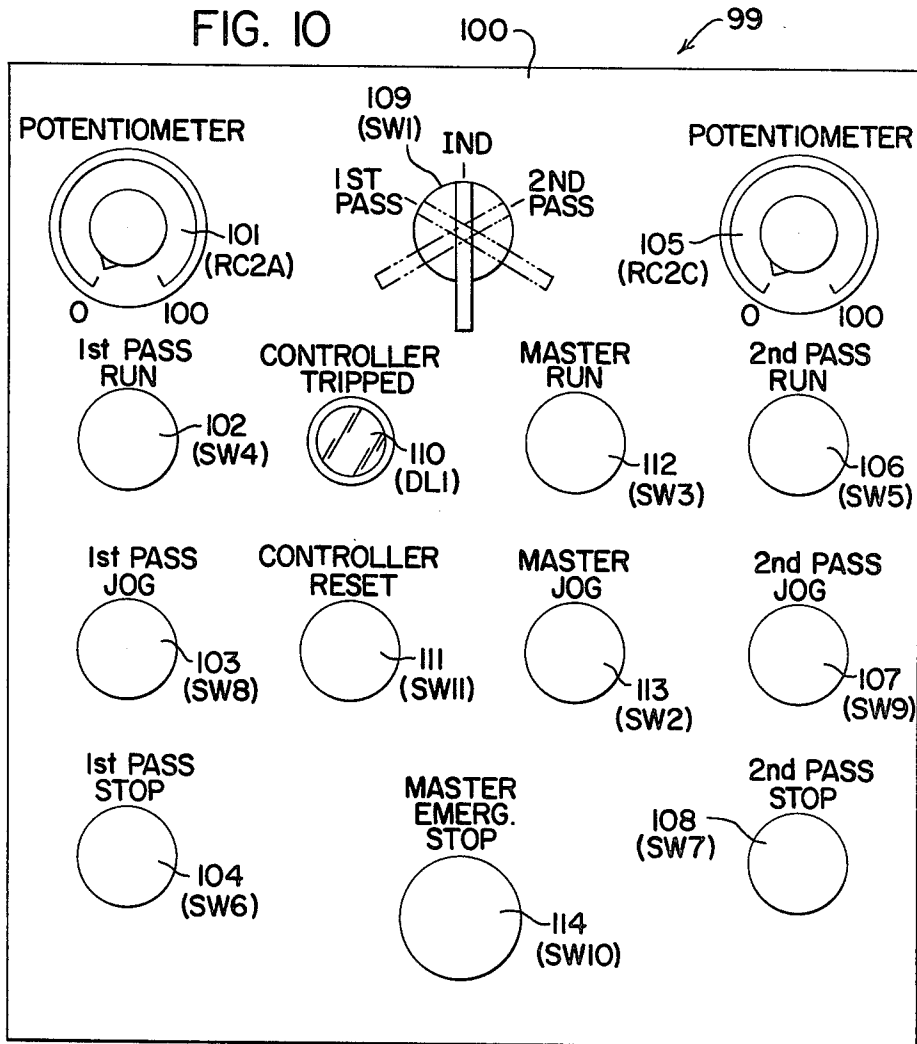 FIG. 10
100
99
109
(SW1)
IND
1ST
PASS
2ND
PASS
POTENTIOMETER
101
(RC2A)
0
100
POTENTIOMETER
105
(RC2C)
0
100
1st PASS
RUN
102
(SW4)
CONTROLLER
TRIPPED
110
(DL1)
MASTER
RUN
112
(SW3)
2nd PASS
RUN
106
(SW5)
1st PASS
JOG
103
(SW8)
CONTROLLER
RESET
111
(SW11)
MASTER
JOG
113
(SW2)
2nd PASS
JOG
107
(SW9)
1st PASS
STOP
104
(SW6)
MASTER
EMERG.
STOP
114
(SW10)
2nd PASS
STOP
108
(SW7)